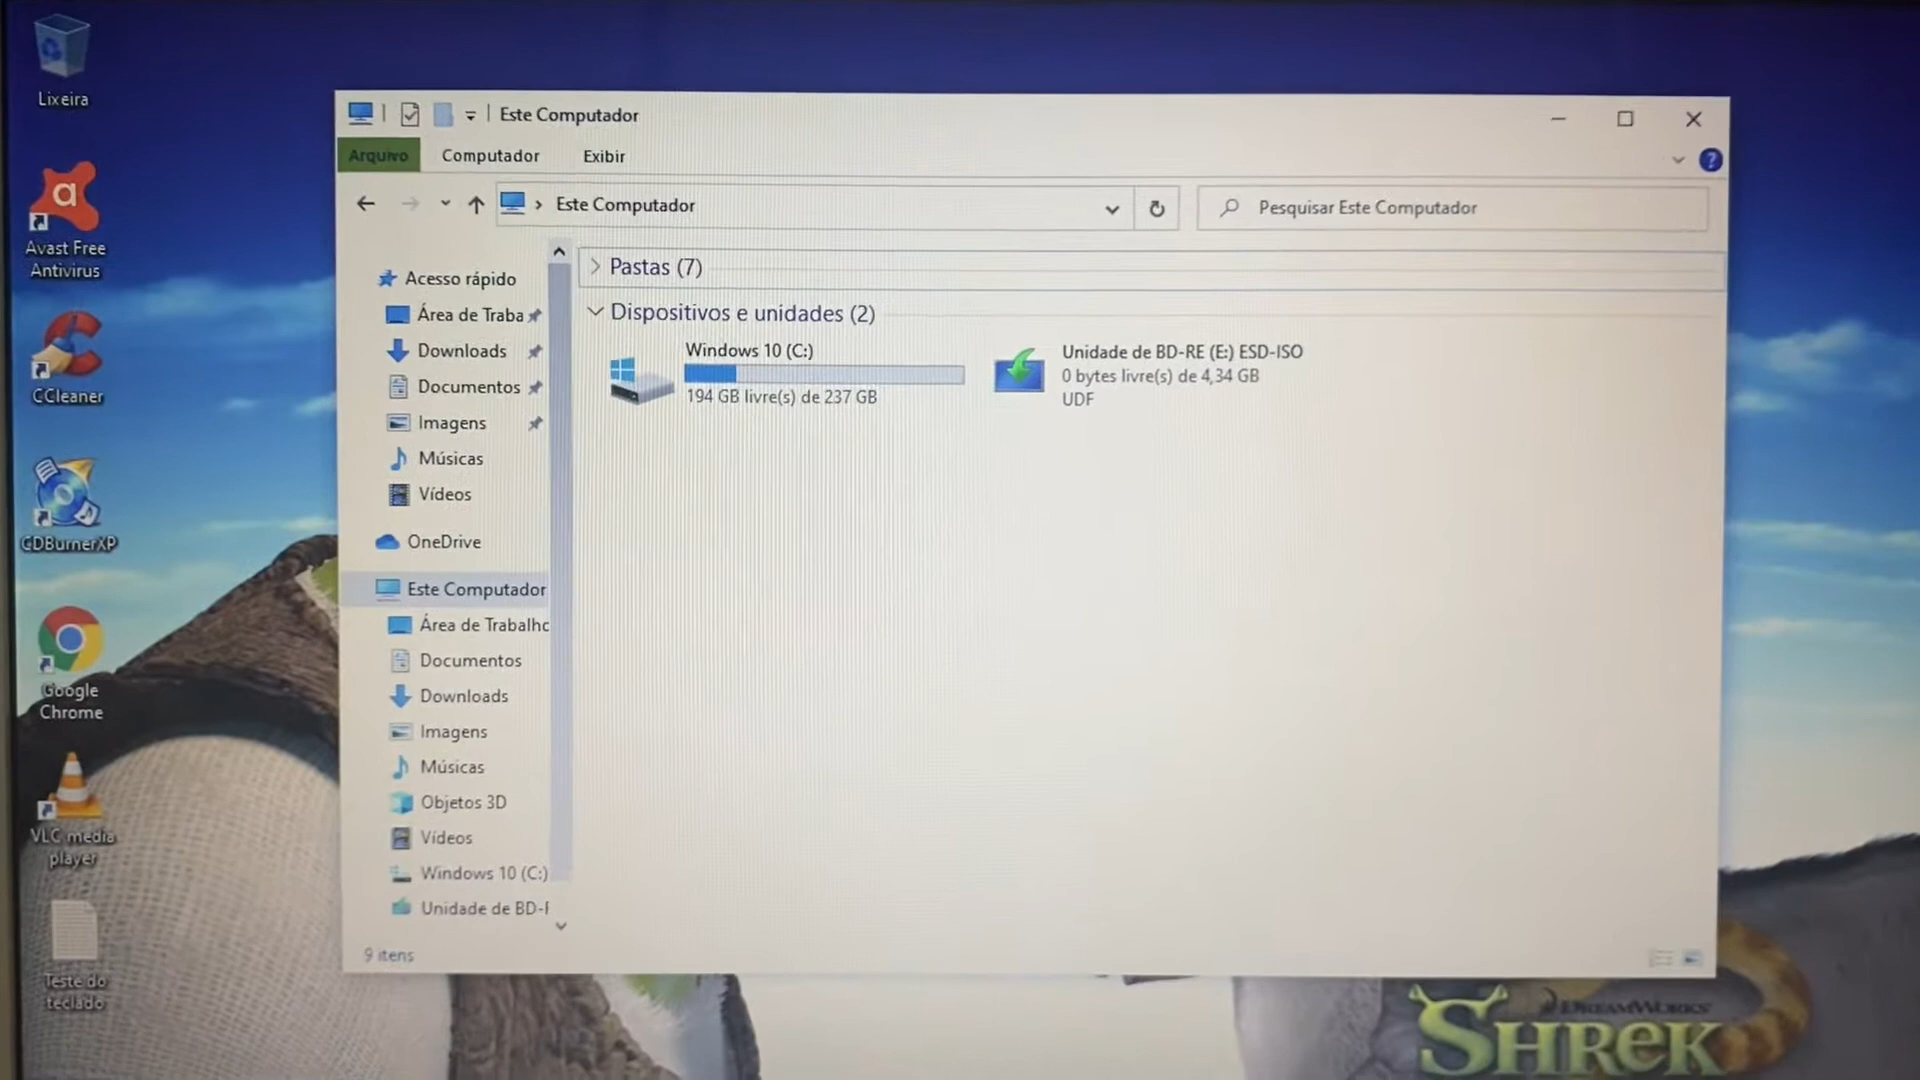 Lixeira
Avast Free
Antivirus
CCleaner
CDBurnerXP
Google
Chrome
VLC media
player
Teste do
teclado
Este Computador
Arquivo
Computador
Exibir
?
Este Computador
Pesquisar Este Computador
Acesso rápido
Área de Traba
Downloads
Documentos
Imagens
Músicas
Vídeos
OneDrive
Este Computador
Área de Trabalho
Documentos
Downloads
Imagens
Músicas
Objetos 3D
Vídeos
Windows 10 (C:)
Unidade de BD-R
9 itens
Pastas (7)
Dispositivos e unidades (2)
Windows 10 (C:)
194 GB livre(s) de 237 GB
Unidade de BD-RE (E:) ESD-ISO
0 bytes livre(s) de 4,34 GB
UDF
DREAMWORKS
SHREK